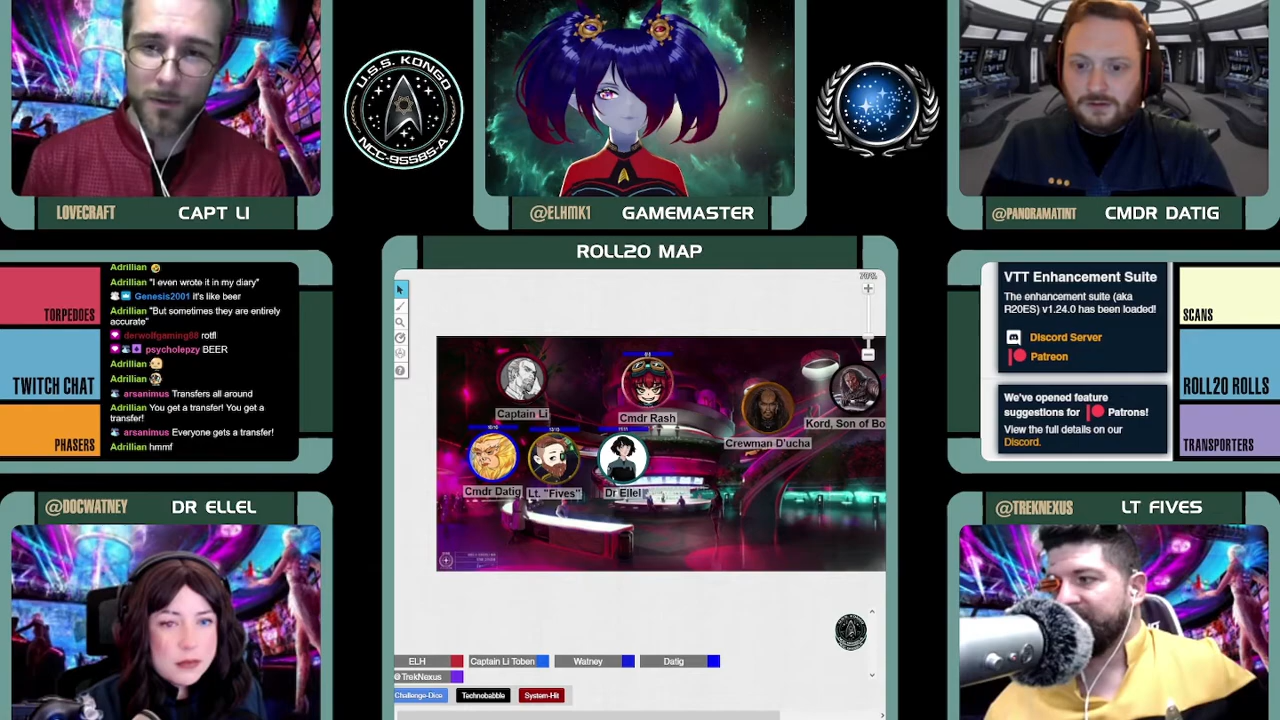 U.S.S. KONGO
NCC-95585-A
LOVECRAFT
CAPT LI
@ELHMK1
GAMEMASTER
@PANORAMATINT
CMDR DATIG
ROLL20 MAP
TORPEDOES
TWITCH CHAT
PHASERS
Adrillian
Adrillian "I even wrote it in my diary"
Genesis2001 it's like beer
Adrillian "But sometimes they are entirely
accurate"
derwolfgaming88 rotfl
psycholepzy BEER
Adrillian
Adrillian
arsanimus Transfers all around
Adrillian You get a transfer! You get a
transfer!
arsanimus Everyone gets a transfer!
Adrillian hmmf
70%
Captain Li
Cmdr Rash
Crewman D'ucha
Kord, Son of Bo
Cmdr Datig
Lt. "Fives"
Dr Ellel
VTT Enhancement Suite
The enhancement suite (aka
R20ES) v1.24.0 has been loaded!
Discord Server
Patreon
We've opened feature
suggestions for Patrons!
View the full details on our
Discord.
SCANS
ROLL20 ROLLS
TRANSPORTERS
@DOCWATNEY
DR ELLEL
@TREKNEXUS
LT FIVES
ELH
Captain Li Toben
Watney
Datig
@TrekNexus
Challenge-Dice
Technobabble
System-Hit